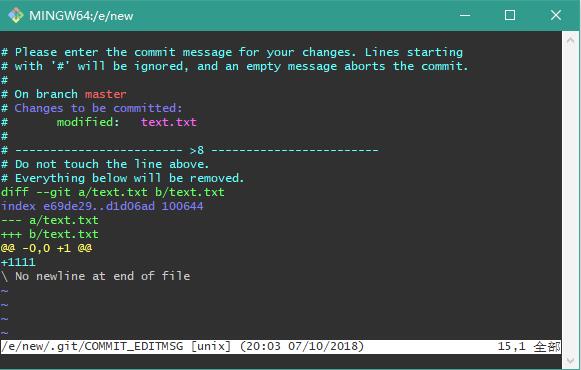 MINGW64:/e/new
# Please enter the commit message for your changes. Lines starting
# with '#' will be ignored, and an empty message aborts the commit.
#
# On branch master
# Changes to be committed:
#       modified:   text.txt
#
# ------------------------ >8 ------------------------
# Do not touch the line above.
# Everything below will be removed.
diff --git a/text.txt b/text.txt
index e69de29..d1d06ad 100644
--- a/text.txt
+++ b/text.txt
@@ -0,0 +1 @@
+1111
\ No newline at end of file
~
~
~
~
/e/new/.git/COMMIT_EDITMSG [unix] (20:03 07/10/2018) 15,1 全部